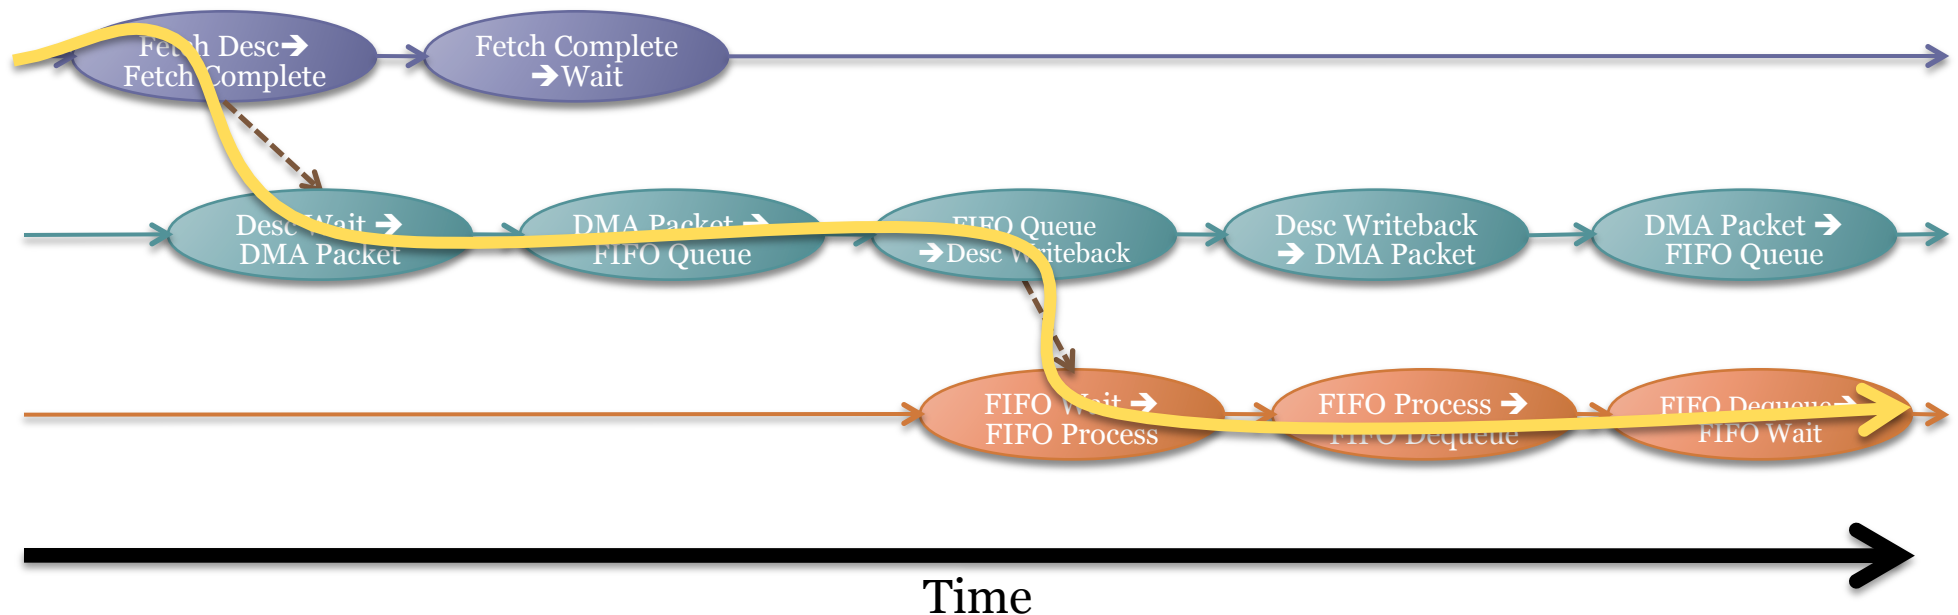 Fetch Desc➔
Fetch Complete
Fetch Complete
➔Wait
Desc Wait ➔
DMA Packet
DMA Packet ➔
FIFO Queue
FIFO Queue
➔Desc Writeback
Desc Writeback
➔ DMA Packet
DMA Packet ➔
FIFO Queue
FIFO Wait ➔
FIFO Process
FIFO Process ➔
FIFO Dequeue
FIFO Dequeue➔
FIFO Wait
Time